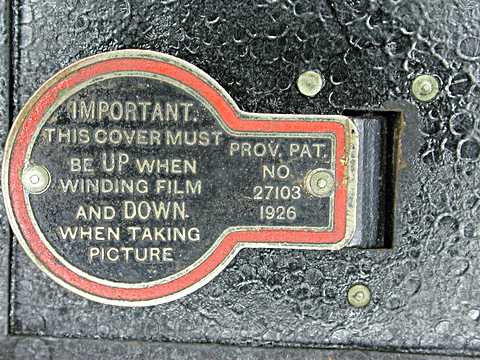 IMPORTANT.
THIS COVER MUST
BE UP WHEN
WINDING FILM
AND DOWN
WHEN TAKING
PICTURE
PROV. PAT.
NO.
27103
1926